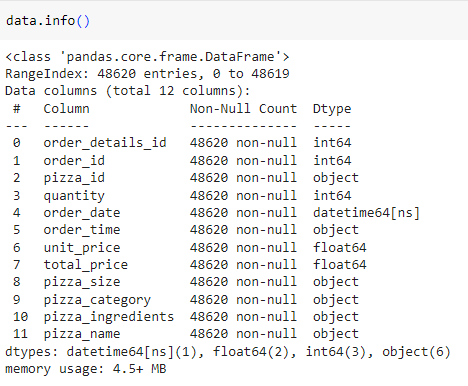 data.info()
<class 'pandas.core.frame.DataFrame'>
RangeIndex: 48620 entries, 0 to 48619
Data columns (total 12 columns):
 #   Column             Non-Null Count  Dtype
---  ------             --------------  -----
 0   order_details_id   48620 non-null  int64
 1   order_id           48620 non-null  int64
 2   pizza_id           48620 non-null  object
 3   quantity           48620 non-null  int64
 4   order_date         48620 non-null  datetime64[ns]
 5   order_time         48620 non-null  object
 6   unit_price         48620 non-null  float64
 7   total_price        48620 non-null  float64
 8   pizza_size         48620 non-null  object
 9   pizza_category     48620 non-null  object
 10  pizza_ingredients  48620 non-null  object
 11  pizza_name         48620 non-null  object
dtypes: datetime64[ns](1), float64(2), int64(3), object(6)
memory usage: 4.5+ MB